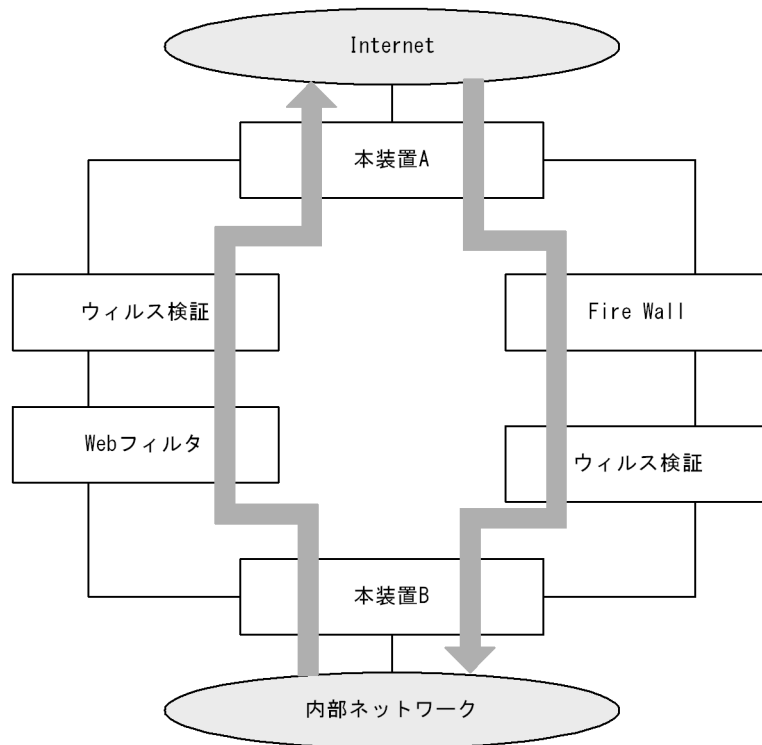 Internet
本装置A
ウィルス検証
Fire Wall
Webフィルタ
ウィルス検証
本装置B
内部ネットワーク